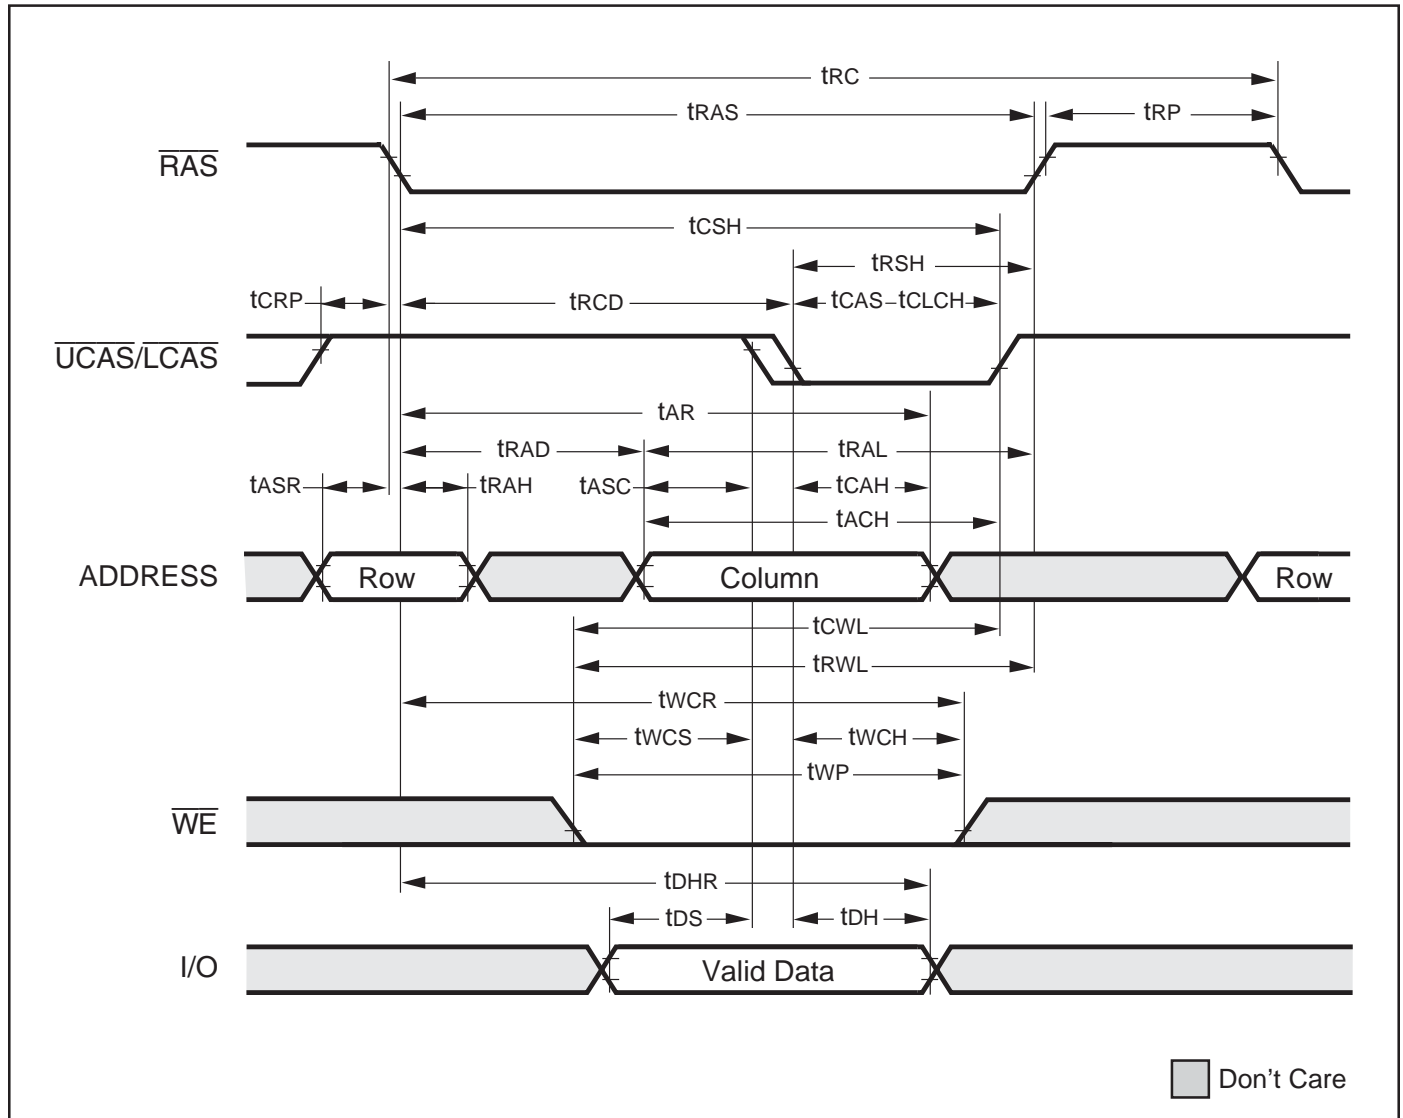 tRC
tRAS
tRP
RAS
tCSH
tRSH
tCRP
tRCD
tCAS tCLCH
UCAS/LCAS
tAR
tRAD
tRAL
tASR
tRAH
tASC
tCAH
tACH
ADDRESS
Row
Column
Row
tCWL
tRWL
tWCR
tWCS
tWCH
tWP
WE
tDHR
tDS
tDH
I/O
Valid Data
Don't Care